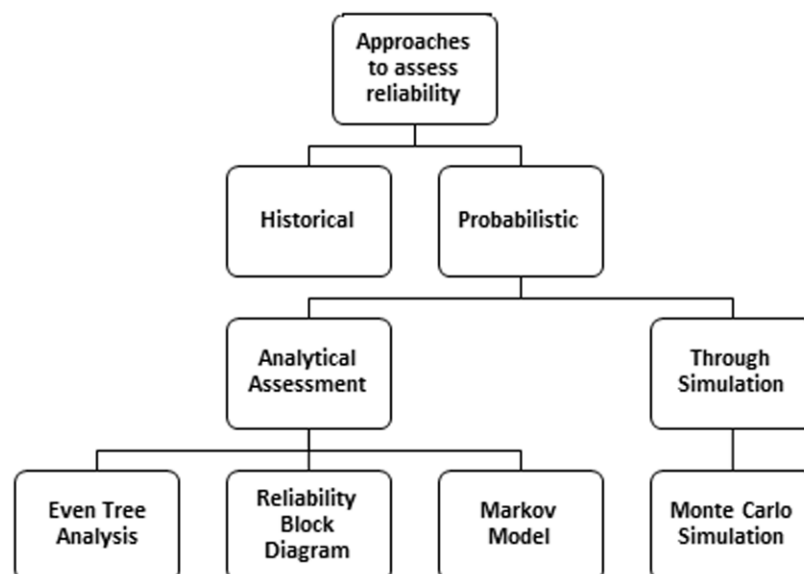 Approaches
to assess
reliability
Historical
Probabilistic
Analytical
Assessment
Through
Simulation
Even Tree
Analysis
Reliability
Block
Diagram
Markov
Model
Monte Carlo
Simulation